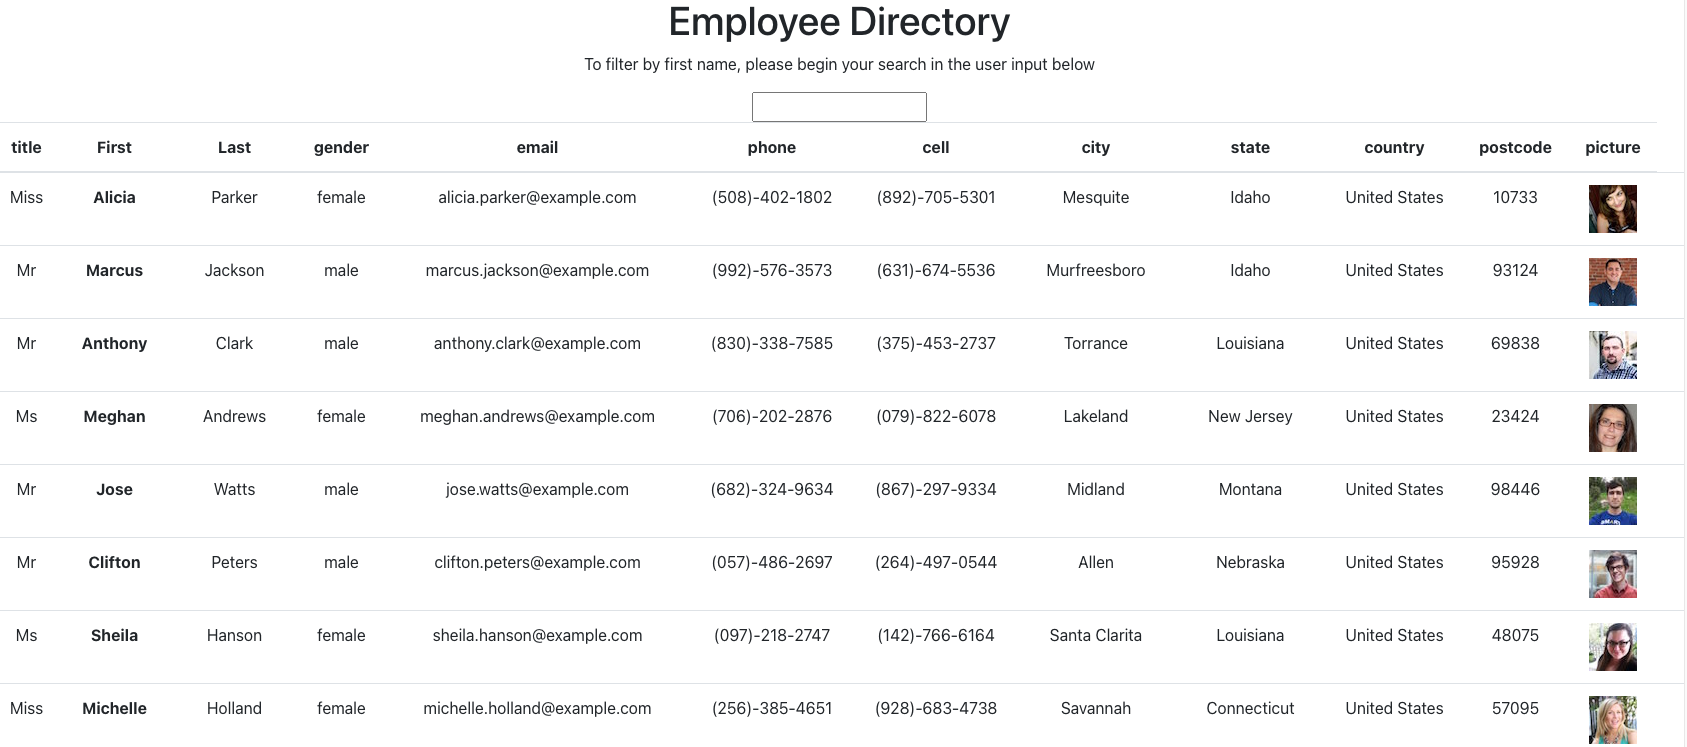 Employee Directory
To filter by first name, please begin your search in the user input below
title First Last gender email phone cell city state country postcode picture
Miss Alicia Parker female alicia.parker@example.com (508)-402-1802 (892)-705-5301 Mesquite Idaho United States 10733
Mr Marcus Jackson male marcus.jackson@example.com (992)-576-3573 (631)-674-5536 Murfreesboro Idaho United States 93124
Mr Anthony Clark male anthony.clark@example.com (830)-338-7585 (375)-453-2737 Torrance Louisiana United States 69838
Ms Meghan Andrews female meghan.andrews@example.com (706)-202-2876 (079)-822-6078 Lakeland New Jersey United States 23424
Mr Jose Watts male jose.watts@example.com (682)-324-9634 (867)-297-9334 Midland Montana United States 98446
Mr Clifton Peters male clifton.peters@example.com (057)-486-2697 (264)-497-0544 Allen Nebraska United States 95928
Ms Sheila Hanson female sheila.hanson@example.com (097)-218-2747 (142)-766-6164 Santa Clarita Louisiana United States 48075
Miss Michelle Holland female michelle.holland@example.com (256)-385-4651 (928)-683-4738 Savannah Connecticut United States 57095